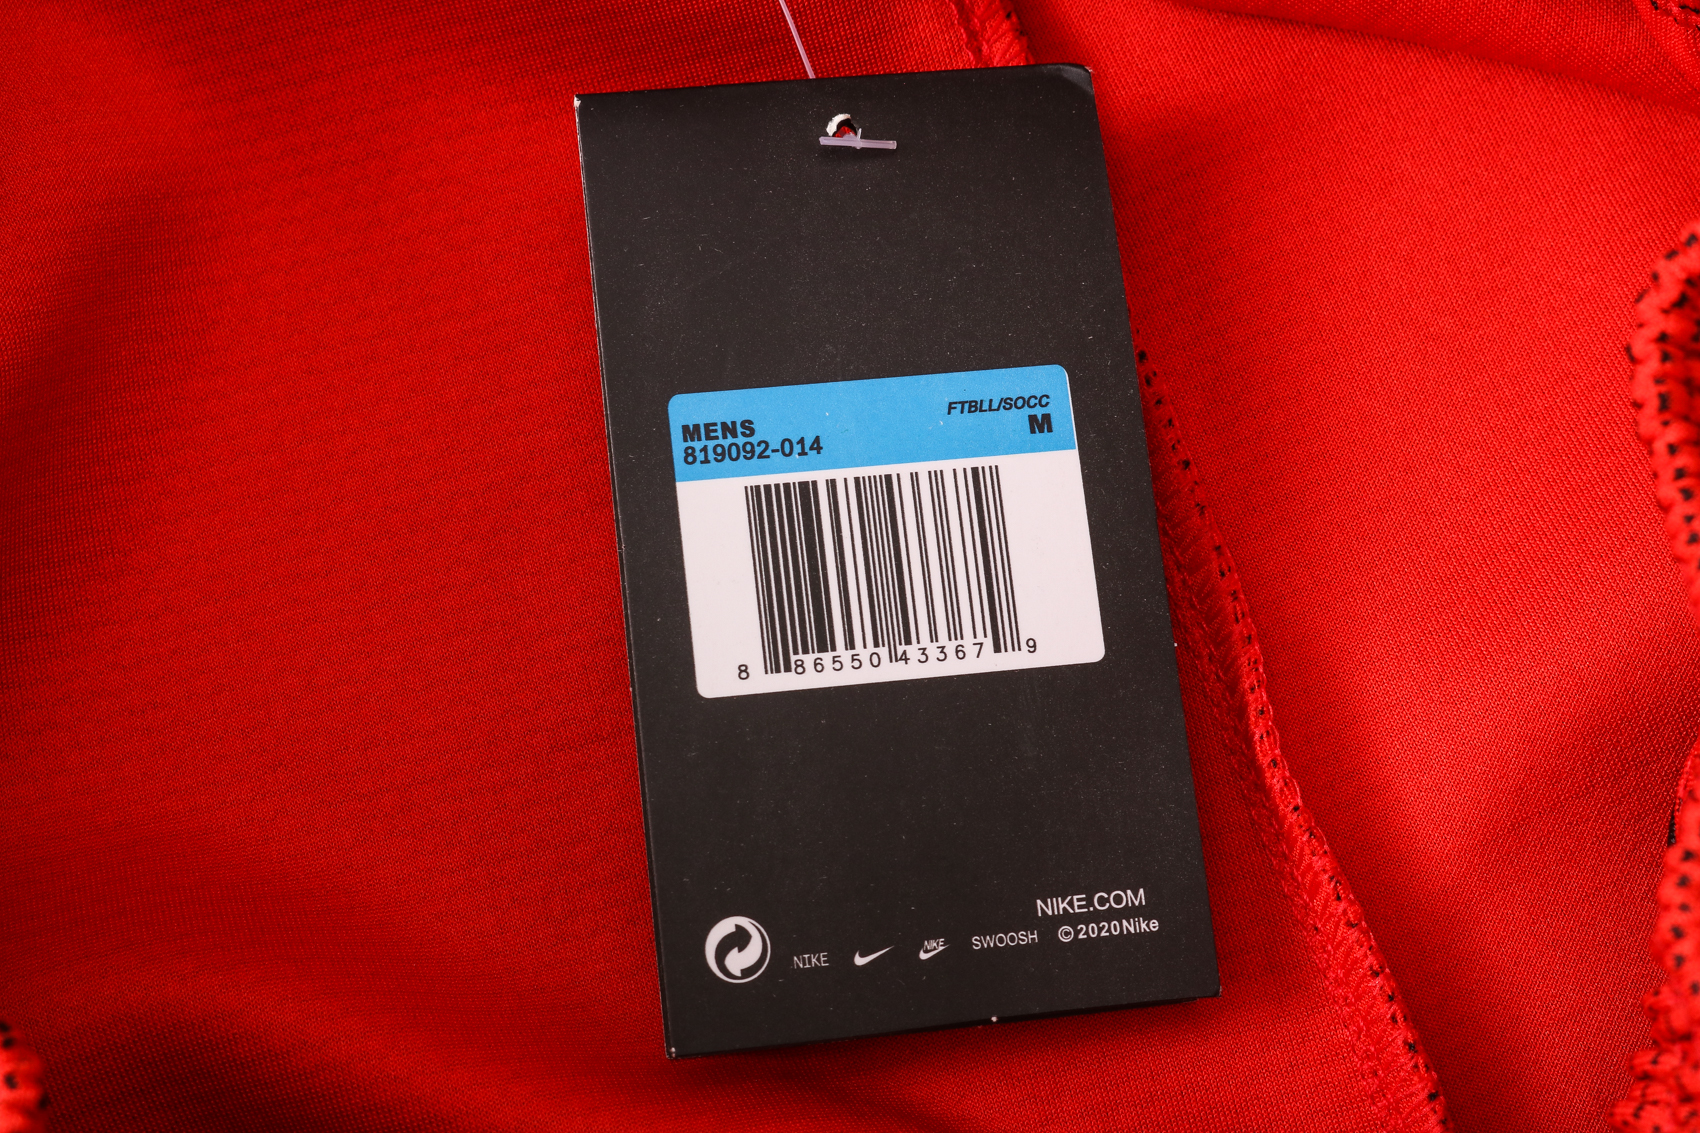 MENS
819092-014
FTBLL/SOCC
M
8 86550 43367 9
NIKE.COM
NIKE NIKE SWOOSH ©2020Nike